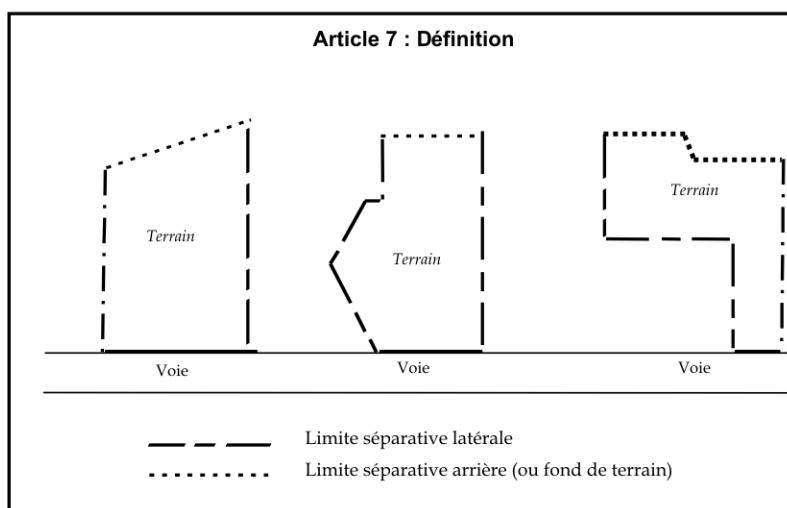 Article 7 : Définition
Terrain
Terrain
Terrain
Voie
Voie
Voie
Limite séparative latérale
Limite séparative arrière (ou fond de terrain)